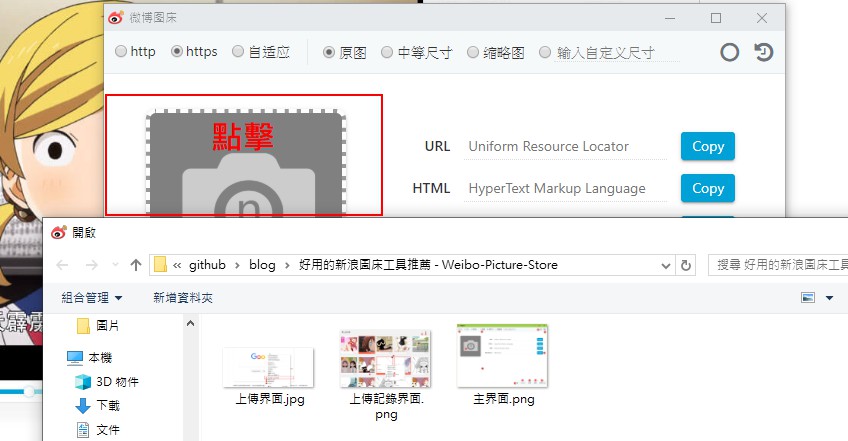 微博图床
http
https
自适应
原图
中等尺寸
缩略图
输入自定义尺寸
點擊
URL
Uniform Resource Locator
Copy
HTML
HyperText Markup Language
Copy
開啟
« github › blog › 好用的新浪圖床工具推薦 - Weibo-Picture-Store
搜尋 好用的新浪圖床工
組合管理
新增資料夾
圖片
本機
3D 物件
下載
文件
上傳界面.jpg
上傳記錄界面.
png
主界面.png
霹靂